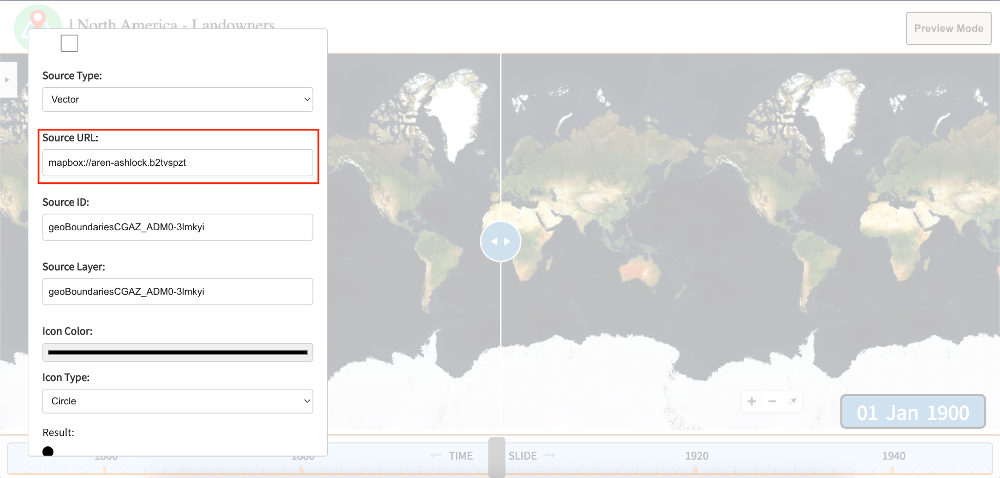 | North America - Landowners
Preview Mode
Source Type:
Vector
Source URL:
mapbox://aren-ashlock.b2tvspzt
Source ID:
geoBoundariesCGAZ_ADM0-3lmkyi
Source Layer:
geoBoundariesCGAZ_ADM0-3lmkyi
Icon Color:
Icon Type:
Circle
Result:
01 Jan 1900
1860
1880
TIME
SLIDE
1920
1940